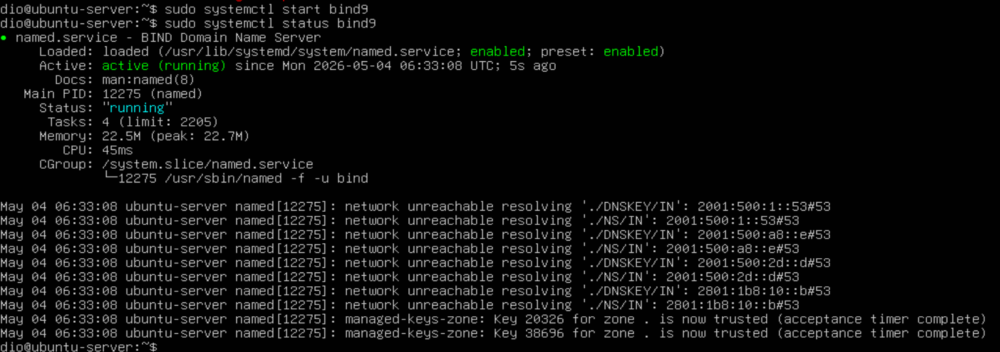 dio@ubuntu-server:~$ sudo systemctl start bind9
dio@ubuntu-server:~$ sudo systemctl status bind9
● named.service - BIND Domain Name Server
     Loaded: loaded (/usr/lib/systemd/system/named.service; enabled; preset: enabled)
     Active: active (running) since Mon 2026-05-04 06:33:08 UTC; 5s ago
       Docs: man:named(8)
   Main PID: 12275 (named)
     Status: "running"
      Tasks: 4 (limit: 2205)
     Memory: 22.5M (peak: 22.7M)
        CPU: 45ms
     CGroup: /system.slice/named.service
             └─12275 /usr/sbin/named -f -u bind
May 04 06:33:08 ubuntu-server named[12275]: network unreachable resolving './DNSKEY/IN': 2001:500:1::53#53
May 04 06:33:08 ubuntu-server named[12275]: network unreachable resolving './NS/IN': 2001:500:1::53#53
May 04 06:33:08 ubuntu-server named[12275]: network unreachable resolving './DNSKEY/IN': 2001:500:a8::e#53
May 04 06:33:08 ubuntu-server named[12275]: network unreachable resolving './NS/IN': 2001:500:a8::e#53
May 04 06:33:08 ubuntu-server named[12275]: network unreachable resolving './DNSKEY/IN': 2001:500:2d::d#53
May 04 06:33:08 ubuntu-server named[12275]: network unreachable resolving './NS/IN': 2001:500:2d::d#53
May 04 06:33:08 ubuntu-server named[12275]: network unreachable resolving './DNSKEY/IN': 2801:1b8:10::b#53
May 04 06:33:08 ubuntu-server named[12275]: network unreachable resolving './NS/IN': 2801:1b8:10::b#53
May 04 06:33:08 ubuntu-server named[12275]: managed-keys-zone: Key 20326 for zone . is now trusted (acceptance timer complete)
May 04 06:33:08 ubuntu-server named[12275]: managed-keys-zone: Key 38696 for zone . is now trusted (acceptance timer complete)
dio@ubuntu-server:~$